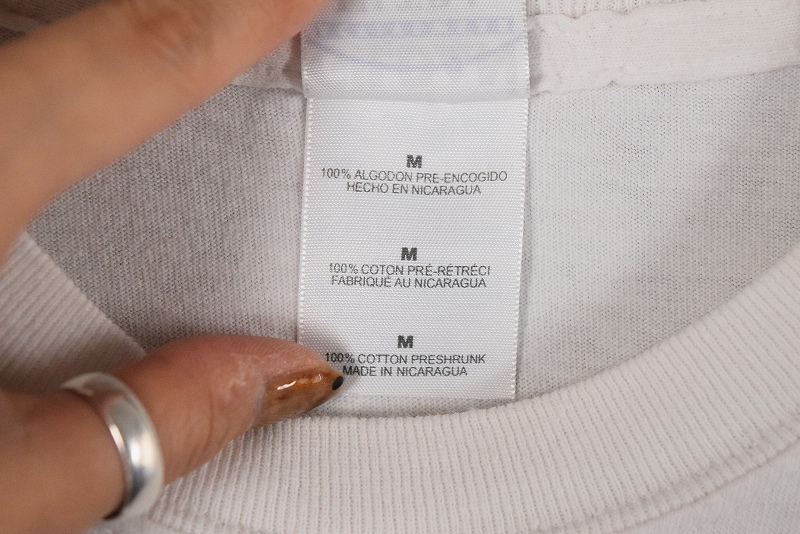 M
100% ALGODON PRE-ENCOGIDO
HECHO EN NICARAGUA
M
100% COTON PRÉ-RÉTRÉCI
FABRIQUÉ AU NICARAGUA
M
100% COTTON PRESHRUNK
MADE IN NICARAGUA